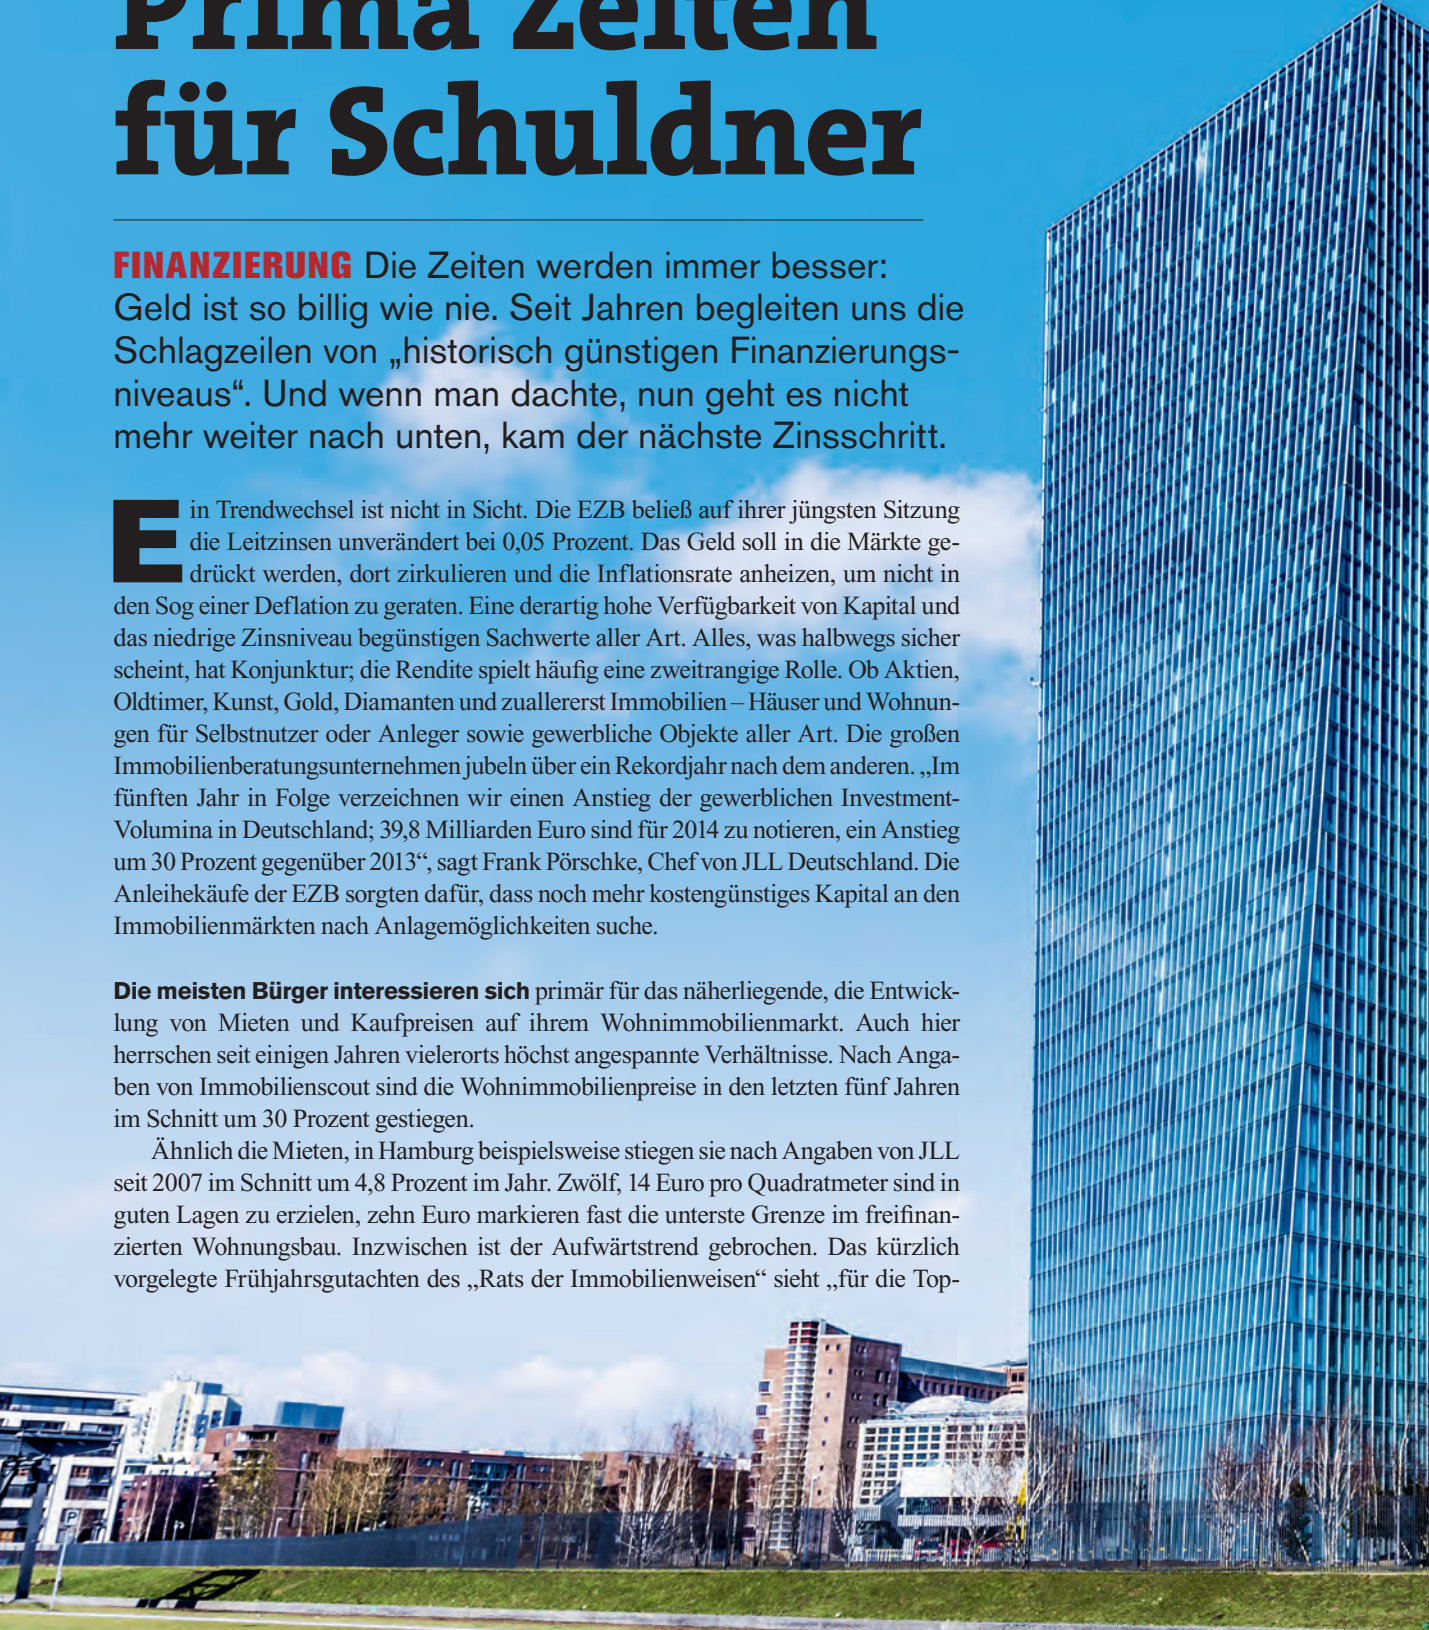 Prima Zeiten
für Schuldner
FINANZIERUNG Die Zeiten werden immer besser:
Geld ist so billig wie nie. Seit Jahren begleiten uns die
Schlagzeilen von „historisch günstigen Finanzierungs-
niveaus“. Und wenn man dachte, nun geht es nicht
mehr weiter nach unten, kam der nächste Zinsschritt.
Ein Trendwechsel ist nicht in Sicht. Die EZB beließ auf ihrer jüngsten Sitzung
die Leitzinsen unverändert bei 0,05 Prozent. Das Geld soll in die Märkte ge-
drückt werden, dort zirkulieren und die Inflationsrate anheizen, um nicht in
den Sog einer Deflation zu geraten. Eine derartig hohe Verfügbarkeit von Kapital und
das niedrige Zinsniveau begünstigen Sachwerte aller Art. Alles, was halbwegs sicher
scheint, hat Konjunktur; die Rendite spielt häufig eine zweitrangige Rolle. Ob Aktien,
Oldtimer, Kunst, Gold, Diamanten und zuallererst Immobilien – Häuser und Wohnun-
gen für Selbstnutzer oder Anleger sowie gewerbliche Objekte aller Art. Die großen
Immobilienberatungsunternehmen jubeln über ein Rekordjahr nach dem anderen. „Im
fünften Jahr in Folge verzeichnen wir einen Anstieg der gewerblichen Investment-
Volumina in Deutschland; 39,8 Milliarden Euro sind für 2014 zu notieren, ein Anstieg
um 30 Prozent gegenüber 2013“, sagt Frank Pörschke, Chef von JLL Deutschland. Die
Anleihekäufe der EZB sorgten dafür, dass noch mehr kostengünstiges Kapital an den
Immobilienmärkten nach Anlagemöglichkeiten suche.
Die meisten Bürger interessieren sich primär für das näherliegende, die Entwick-
lung von Mieten und Kaufpreisen auf ihrem Wohnimmobilienmarkt. Auch hier
herrschen seit einigen Jahren vielerorts höchst angespannte Verhältnisse. Nach Anga-
ben von Immobilienscout sind die Wohnimmobilienpreise in den letzten fünf Jahren
im Schnitt um 30 Prozent gestiegen.
Ähnlich die Mieten, in Hamburg beispielsweise stiegen sie nach Angaben von JLL
seit 2007 im Schnitt um 4,8 Prozent im Jahr. Zwölf, 14 Euro pro Quadratmeter sind in
guten Lagen zu erzielen, zehn Euro markieren fast die unterste Grenze im freifinan-
zierten Wohnungsbau. Inzwischen ist der Aufwärtstrend gebrochen. Das kürzlich
vorgelegte Frühjahrsgutachten des „Rats der Immobilienweisen“ sieht „für die Top-
P